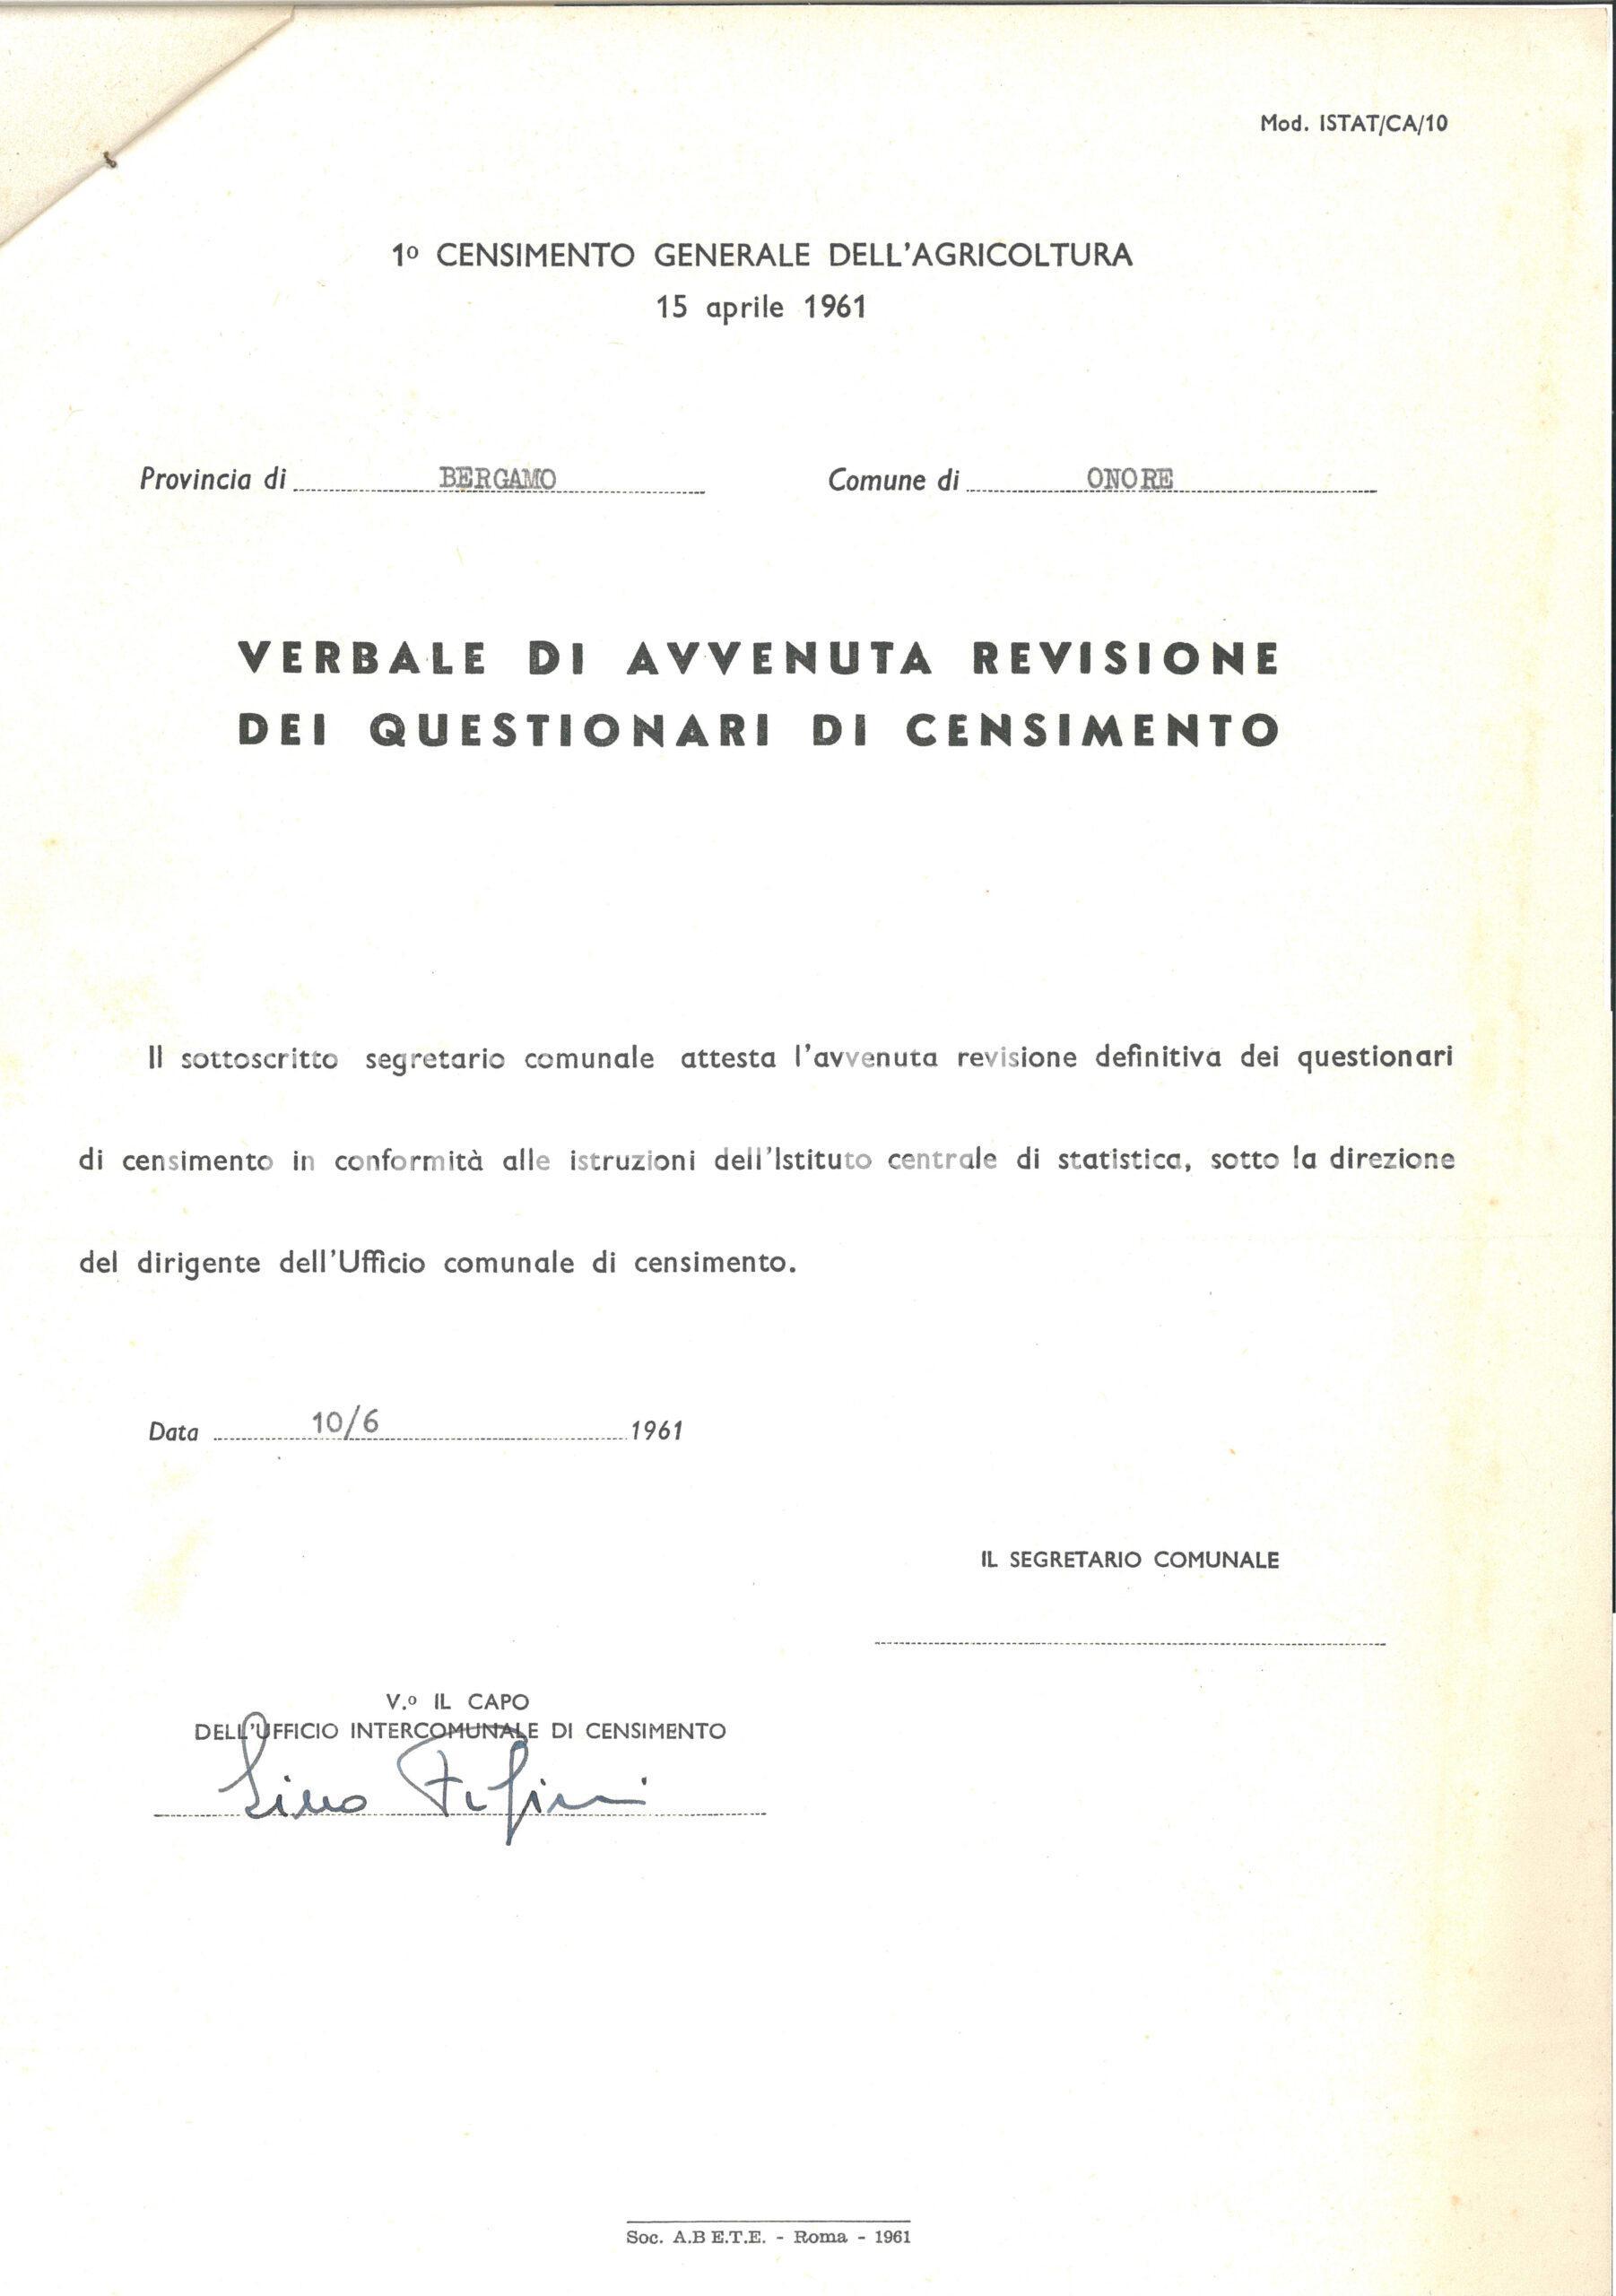 Mod. ISTAT/CA/10
1º CENSIMENTO GENERALE DELL'AGRICOLTURA
15 aprile 1961
Provincia di BERGAMO Comune di ONORE
VERBALE DI AVVENUTA REVISIONE
DEI QUESTIONARI DI CENSIMENTO
Il sottoscritto segretario comunale attesta l'avvenuta revisione definitiva dei questionari
di censimento in conformità alle istruzioni dell'Istituto centrale di statistica, sotto la direzione
del dirigente dell'Ufficio comunale di censimento.
Data 10/6 1961
IL SEGRETARIO COMUNALE
V.º IL CAPO
DELL'UFFICIO INTERCOMUNALE DI CENSIMENTO
Lino
Soc. A.B E.T.E. - Roma - 1961